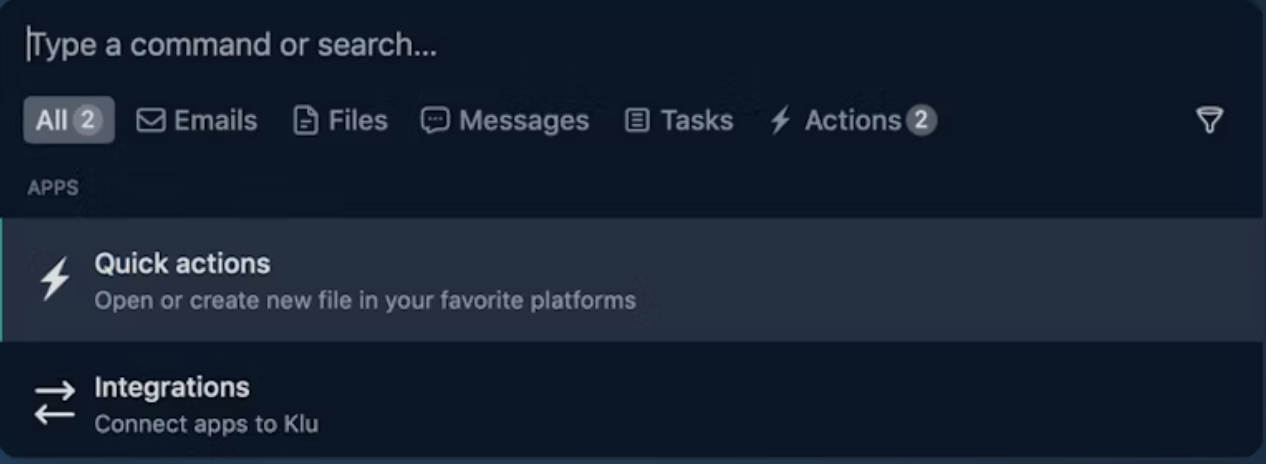 Type a command or search...
All 2 Emails Files Messages Tasks Actions 2
APPS
Quick actions
Open or create new file in your favorite platforms
Integrations
Connect apps to Klu